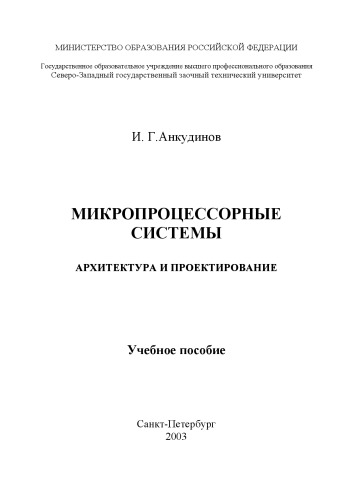 МИНИСТЕРСТВО ОБРАЗОВАНИЯ РОССИЙСКОЙ ФЕДЕРАЦИИ
Государственное образовательное учреждение высшего профессионального образования
Северо-Западный государственный заочный технический университет
И. Г.Анкудинов
МИКРОПРОЦЕССОРНЫЕ
СИСТЕМЫ
АРХИТЕКТУРА И ПРОЕКТИРОВАНИЕ
Учебное пособие
Санкт-Петербург
2003